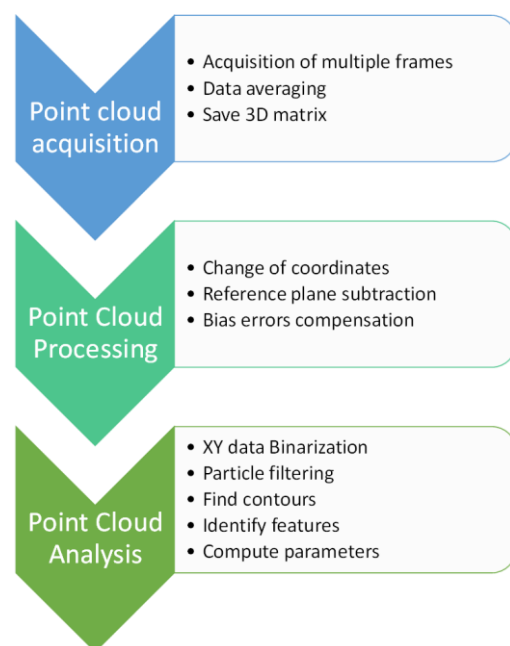 Point cloud
acquisition
• Acquisition of multiple frames
• Data averaging
• Save 3D matrix
Point Cloud
Processing
• Change of coordinates
• Reference plane subtraction
• Bias errors compensation
Point Cloud
Analysis
• XY data Binarization
• Particle filtering
• Find contours
• Identify features
• Compute parameters